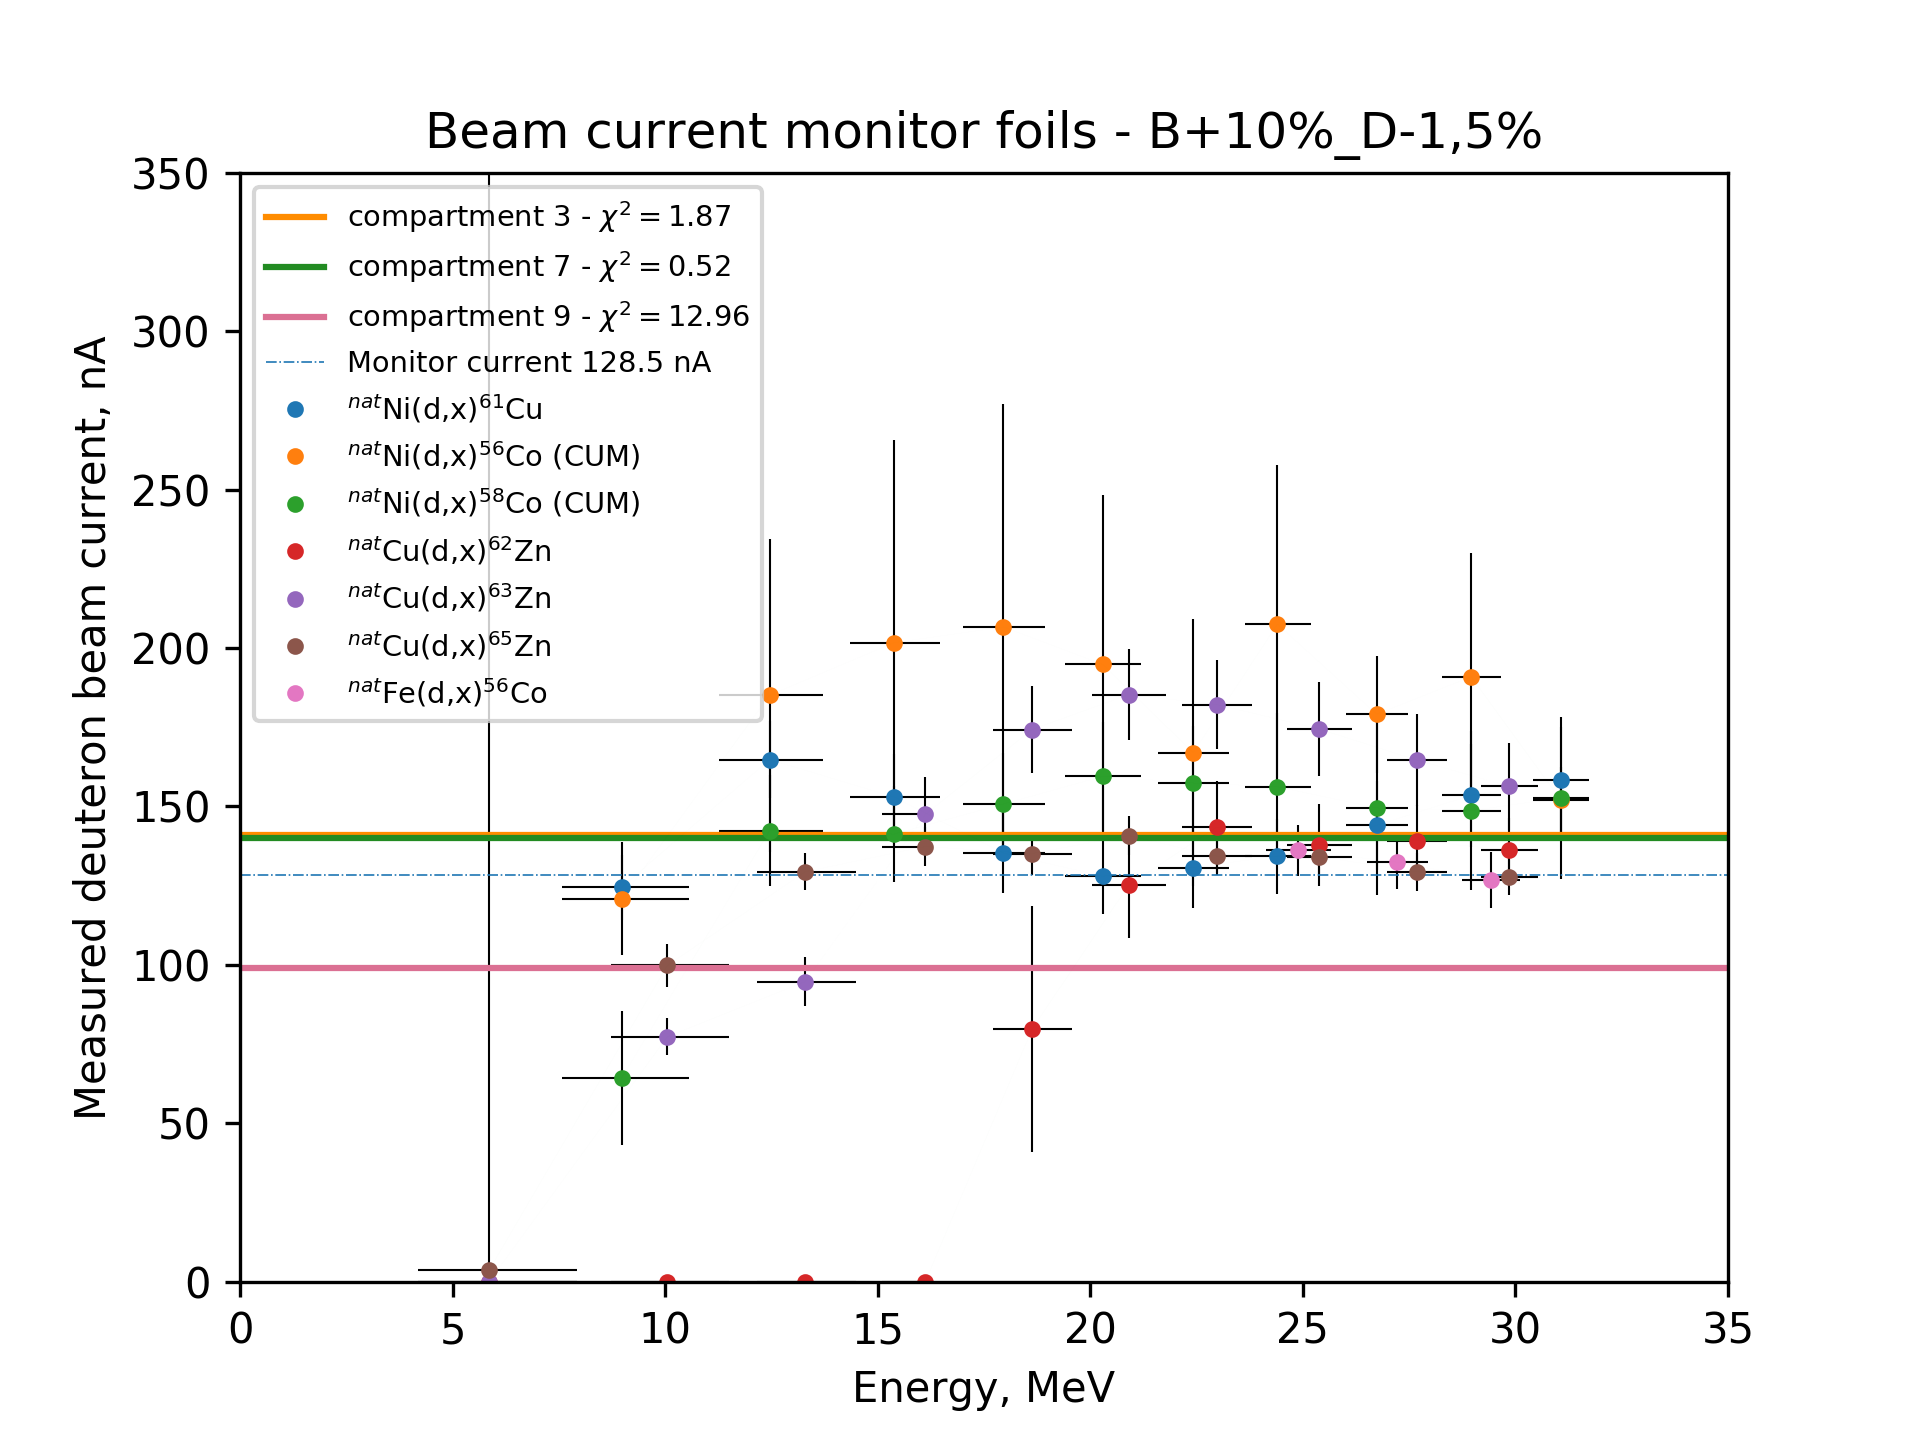 Beam current monitor foils - B+10%_D-1,5%
350
300
250
200
150
100
50
0
Measured deuteron beam current, nA
compartment 3 - χ² = 1.87
compartment 7 - χ² = 0.52
compartment 9 - χ² = 12.96
Monitor current 128.5 nA
ⁿᵃᵗNi(d,x)⁶¹Cu
ⁿᵃᵗNi(d,x)⁵⁶Co (CUM)
ⁿᵃᵗNi(d,x)⁵⁸Co (CUM)
ⁿᵃᵗCu(d,x)⁶²Zn
ⁿᵃᵗCu(d,x)⁶³Zn
ⁿᵃᵗCu(d,x)⁶⁵Zn
ⁿᵃᵗFe(d,x)⁵⁶Co
0 5 10 15 20 25 30 35
Energy, MeV